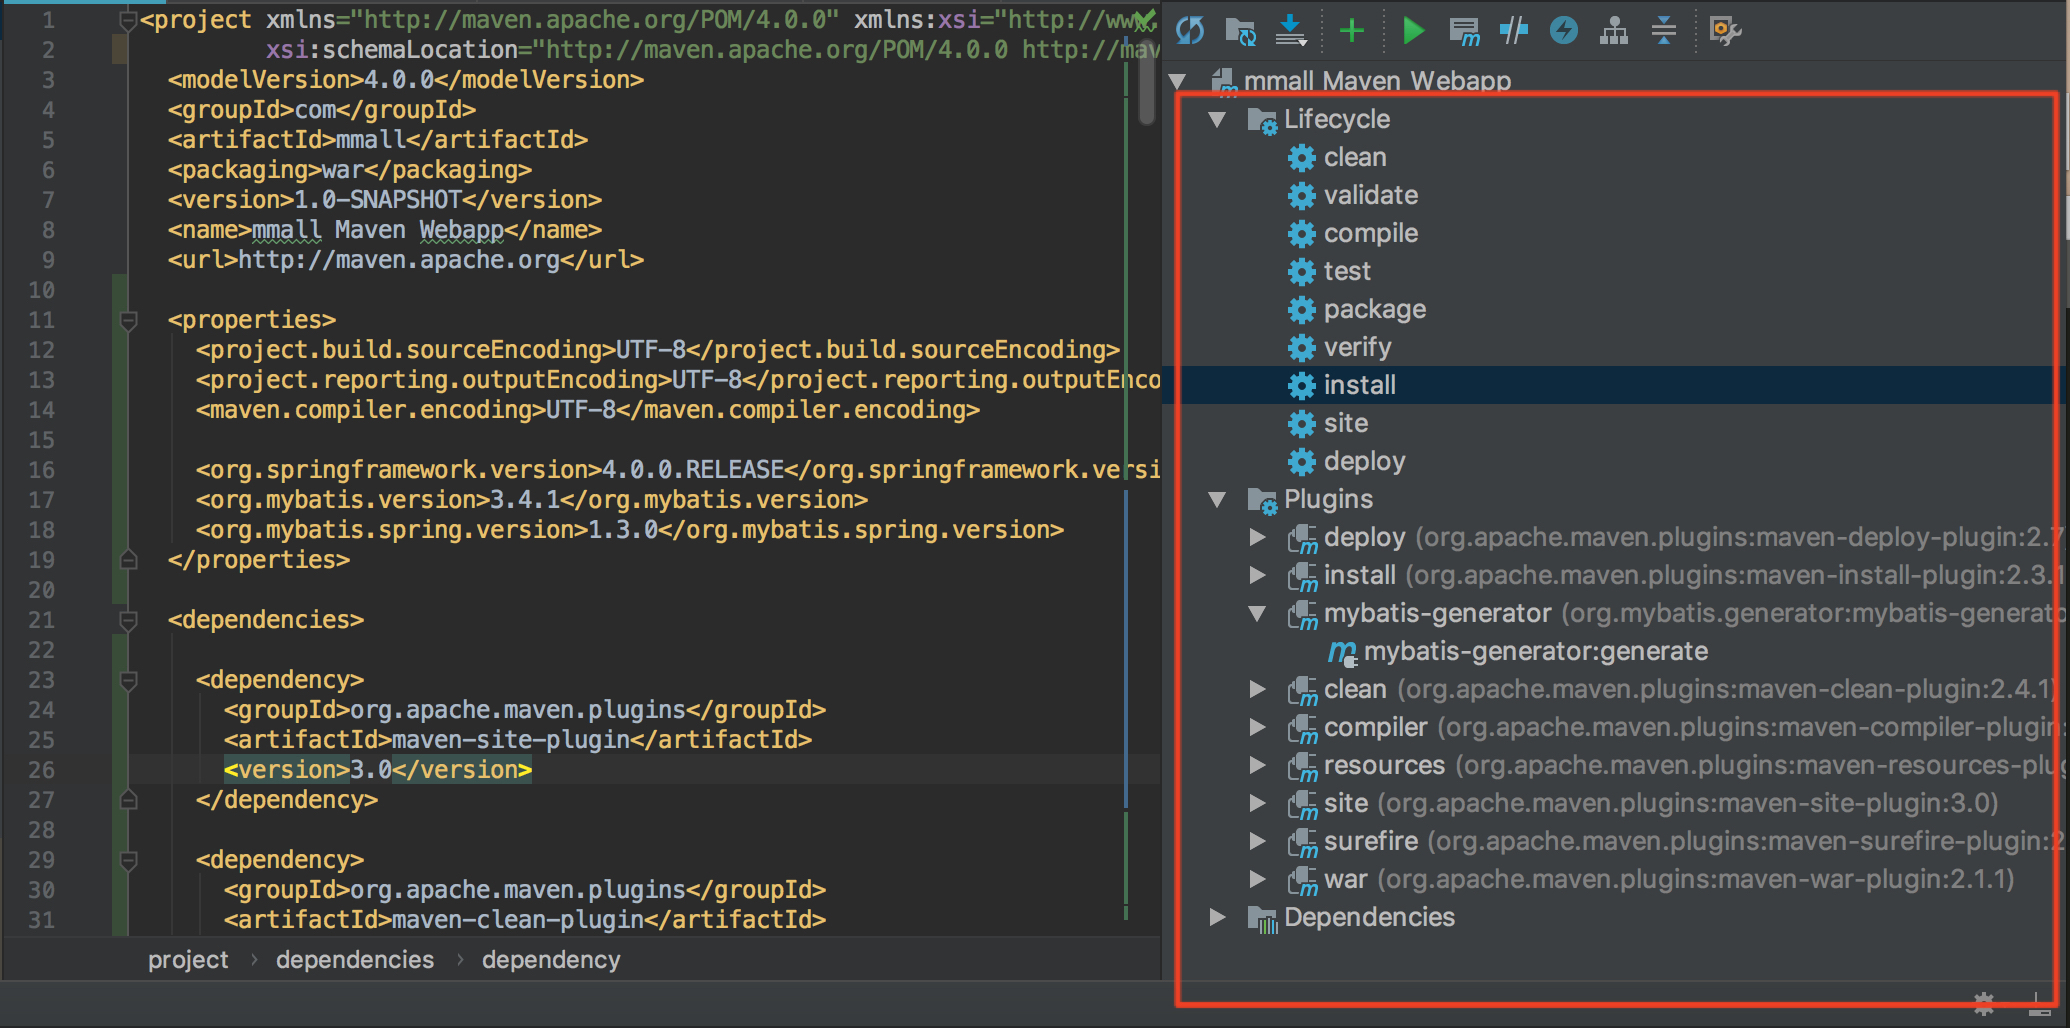 1 <project xmlns="http://maven.apache.org/POM/4.0.0" xmlns:xsi="http://www.
2 xsi:schemaLocation="http://maven.apache.org/POM/4.0.0 http://mav
3 <modelVersion>4.0.0</modelVersion>
4 <groupId>com</groupId>
5 <artifactId>mmall</artifactId>
6 <packaging>war</packaging>
7 <version>1.0-SNAPSHOT</version>
8 <name>mmall Maven Webapp</name>
9 <url>http://maven.apache.org</url>
10
11 <properties>
12 <project.build.sourceEncoding>UTF-8</project.build.sourceEncoding>
13 <project.reporting.outputEncoding>UTF-8</project.reporting.outputEnco
14 <maven.compiler.encoding>UTF-8</maven.compiler.encoding>
15
16 <org.springframework.version>4.0.0.RELEASE</org.springframework.versi
17 <org.mybatis.version>3.4.1</org.mybatis.version>
18 <org.mybatis.spring.version>1.3.0</org.mybatis.spring.version>
19 </properties>
20
21 <dependencies>
22
23 <dependency>
24 <groupId>org.apache.maven.plugins</groupId>
25 <artifactId>maven-site-plugin</artifactId>
26 <version>3.0</version>
27 </dependency>
28
29 <dependency>
30 <groupId>org.apache.maven.plugins</groupId>
31 <artifactId>maven-clean-plugin</artifactId>
project › dependencies › dependency
mmall Maven Webapp
Lifecycle
clean
validate
compile
test
package
verify
install
site
deploy
Plugins
deploy (org.apache.maven.plugins:maven-deploy-plugin:2.7
install (org.apache.maven.plugins:maven-install-plugin:2.3.1
mybatis-generator (org.mybatis.generator:mybatis-generato
mybatis-generator:generate
clean (org.apache.maven.plugins:maven-clean-plugin:2.4.1)
compiler (org.apache.maven.plugins:maven-compiler-plugin:
resources (org.apache.maven.plugins:maven-resources-plug
site (org.apache.maven.plugins:maven-site-plugin:3.0)
surefire (org.apache.maven.plugins:maven-surefire-plugin:2
war (org.apache.maven.plugins:maven-war-plugin:2.1.1)
Dependencies